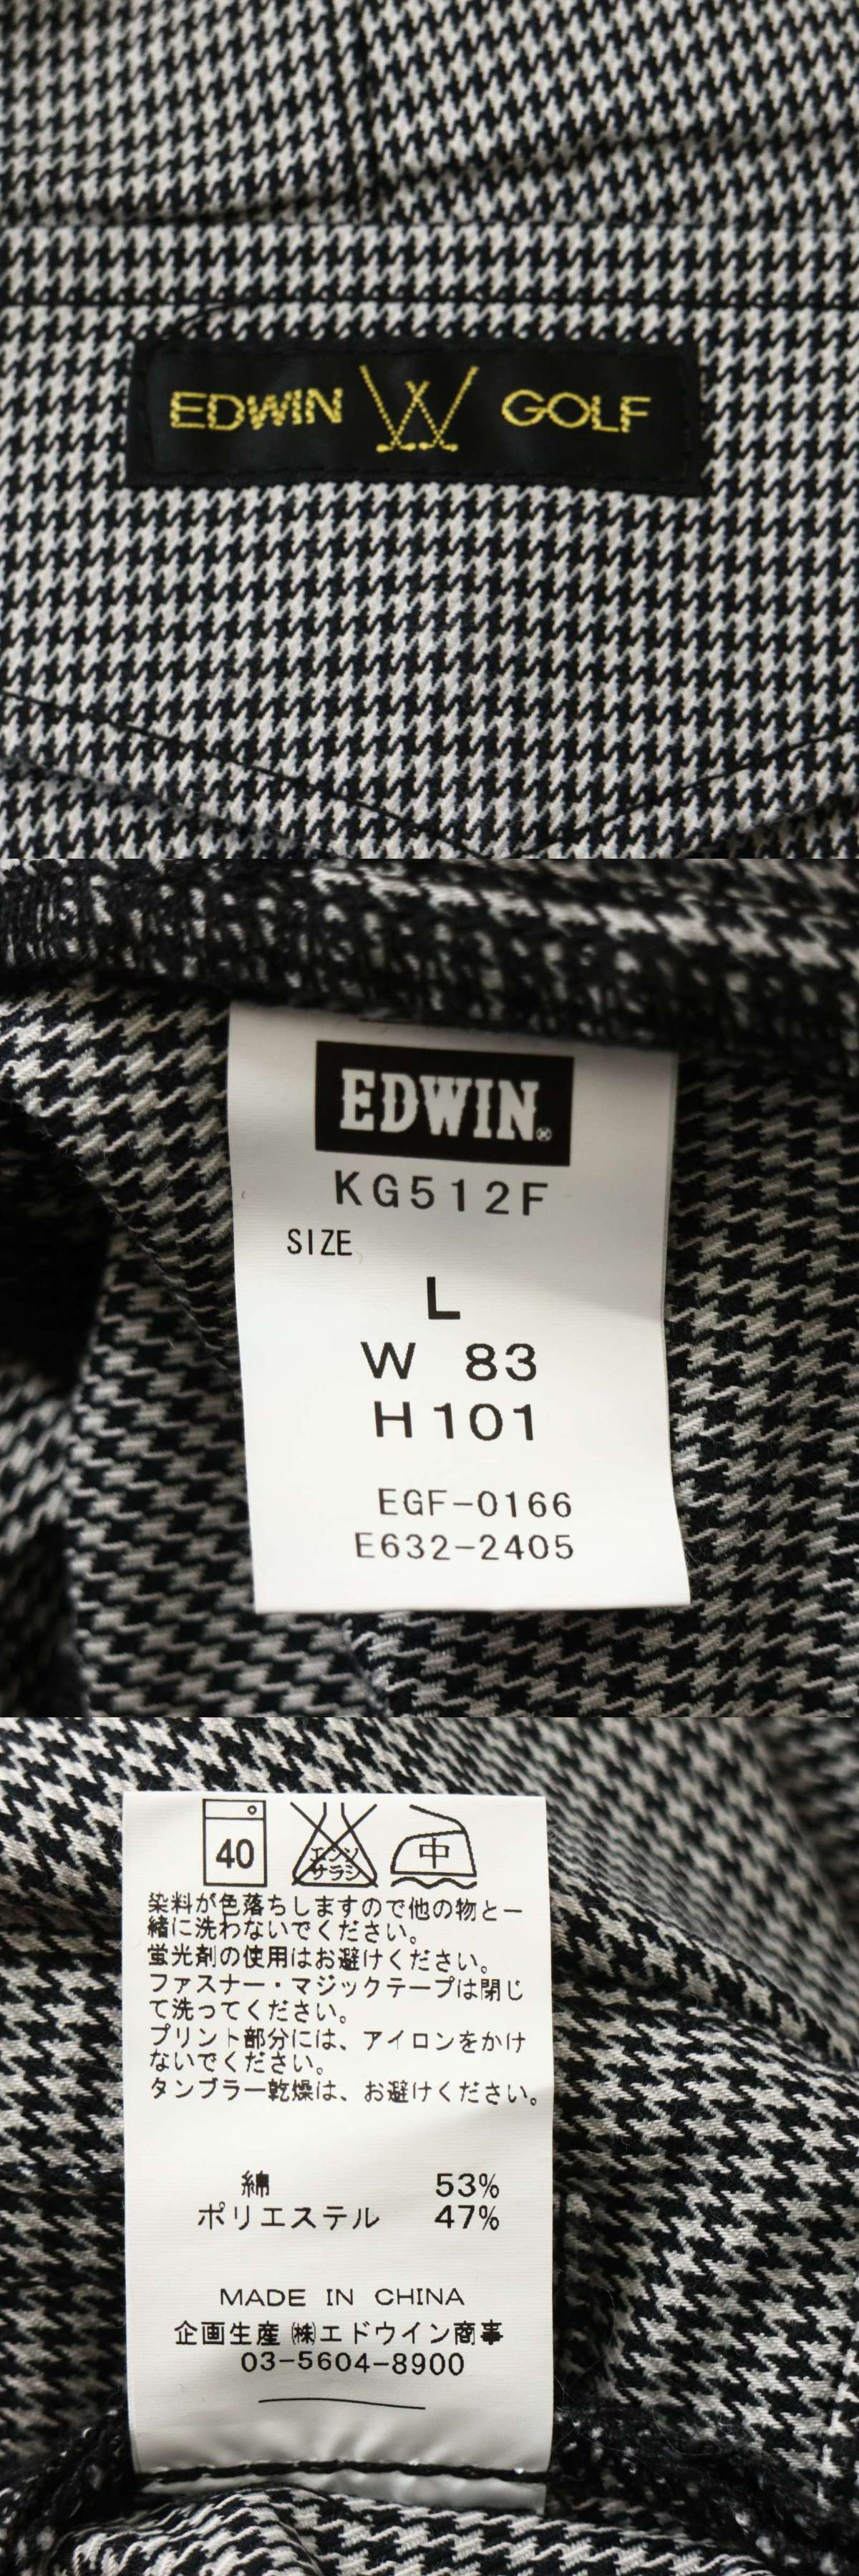 EDWIN GOLF
EDWIN®
KG512F
SIZE
L
W 83
H 101
EGF-0166
E632-2405
40 エンソサラシ 中
染料が色落ちしますので他の物と一
緒に洗わないでください。
蛍光剤の使用はお避けください。
ファスナー・マジックテープは閉じ
て洗ってください。
プリント部分には、アイロンをかけ
ないでください。
タンブラー乾燥は、お避けください。
綿 53%
ポリエステル 47%
MADE IN CHINA
企画生産 ㈱エドウイン商事
03-5604-8900